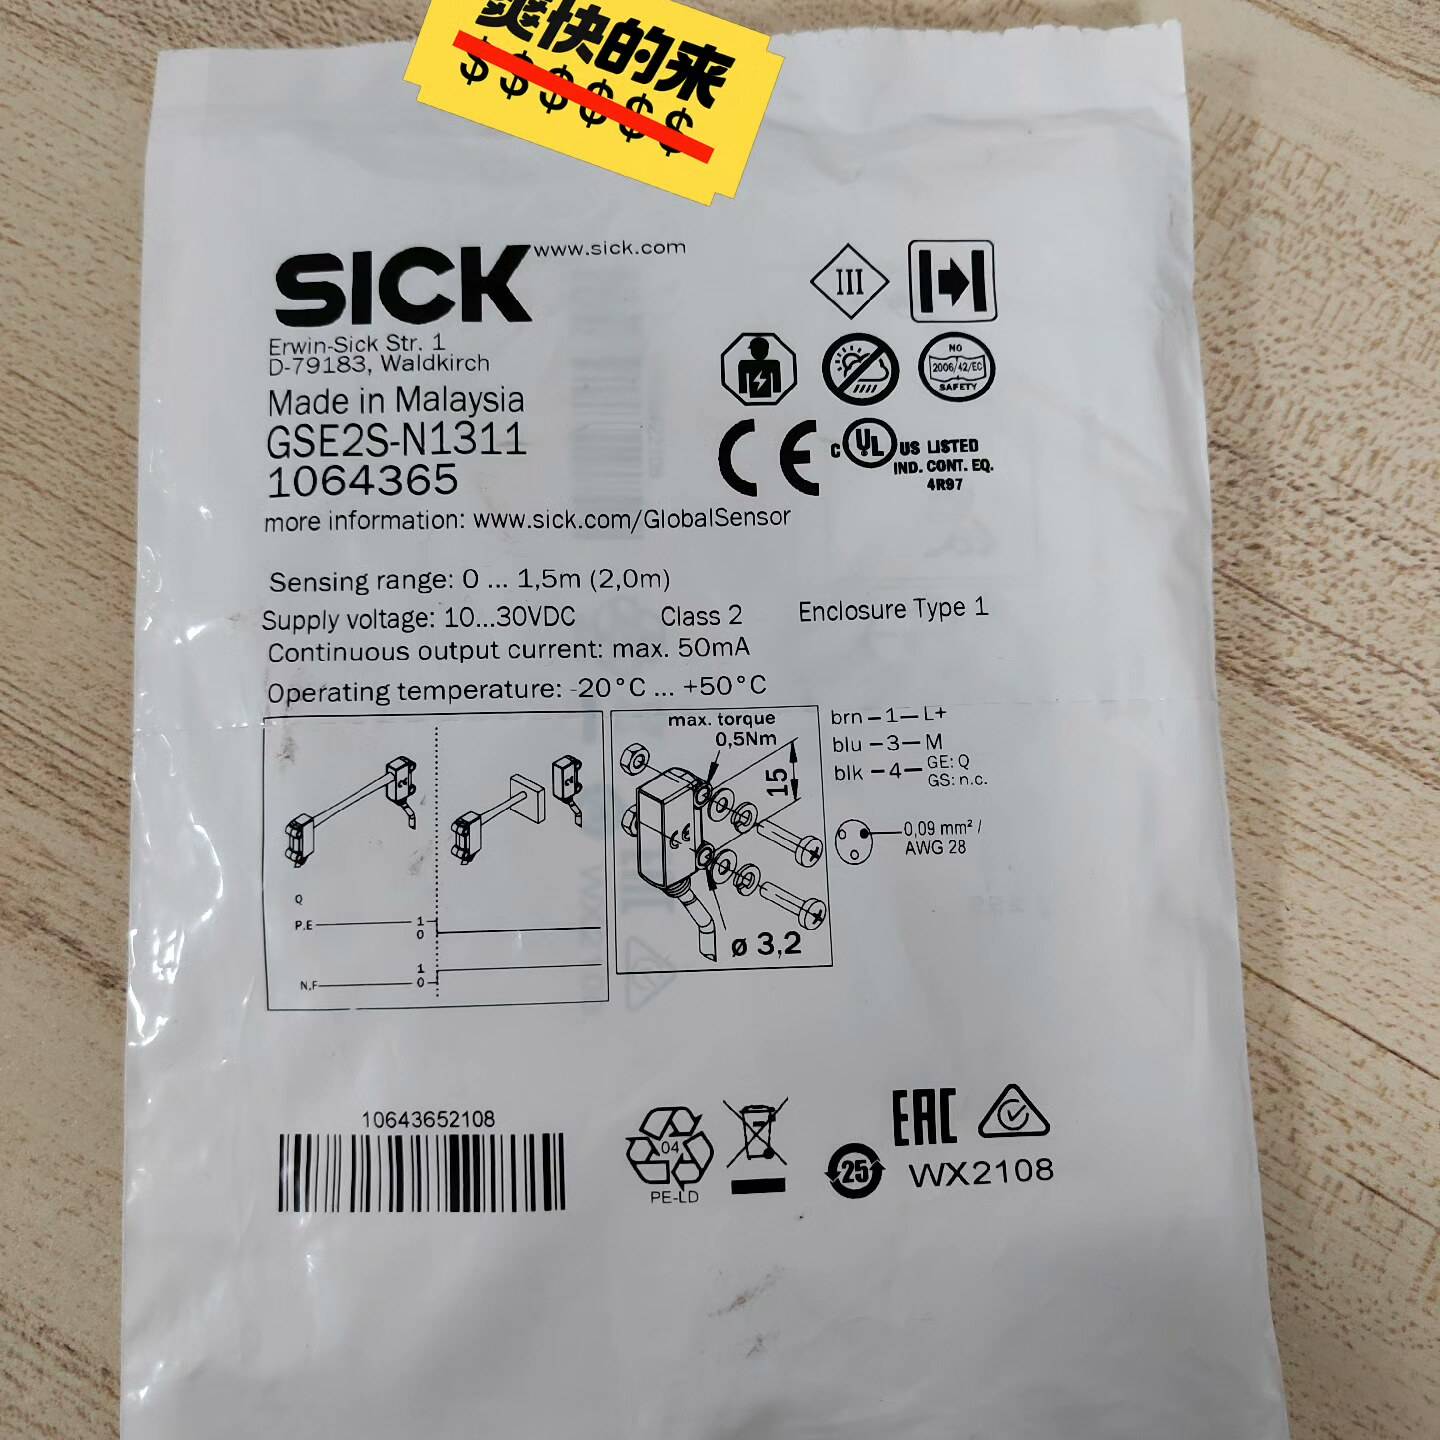 爽快的来
$$$$$$
SICK www.sick.com
Erwin-Sick Str. 1
D-79183, Waldkirch
Made in Malaysia
GSE2S-N1311
1064365
more information: www.sick.com/GlobalSensor
III
NO
2006/42/EC
SAFETY
CE
c UL US LISTED
IND. CONT. EQ.
4R97
Sensing range: 0 ... 1,5m (2,0m)
Supply voltage: 10...30VDC Class 2 Enclosure Type 1
Continuous output current: max. 50mA
Operating temperature: -20°C ... +50°C
Q
P.E 1
0
1
N.F 0
max. torque
0,5Nm
15
CE
ø 3,2
brn – 1 – L+
blu – 3 – M
blk – 4 – GE: Q
GS: n.c.
0,09 mm² /
AWG 28
10643652108
04
PE-LD
EAC
25
WX2108